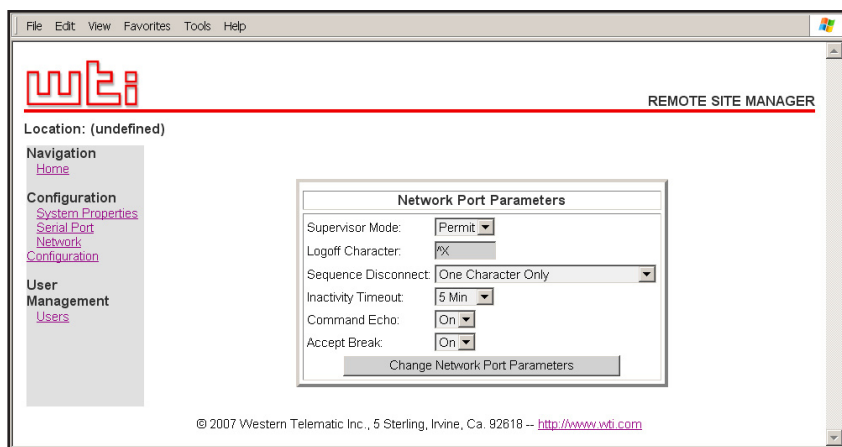 File Edit View Favorites Tools Help
wti
REMOTE SITE MANAGER
Location: (undefined)
Navigation
Home
Configuration
System Properties
Serial Port
Network
Configuration
User
Management
Users
Network Port Parameters
Supervisor Mode: Permit
Logoff Character: ^X
Sequence Disconnect: One Character Only
Inactivity Timeout: 5 Min
Command Echo: On
Accept Break: On
Change Network Port Parameters
© 2007 Western Telematic Inc., 5 Sterling, Irvine, Ca. 92618 -- http://www.wti.com